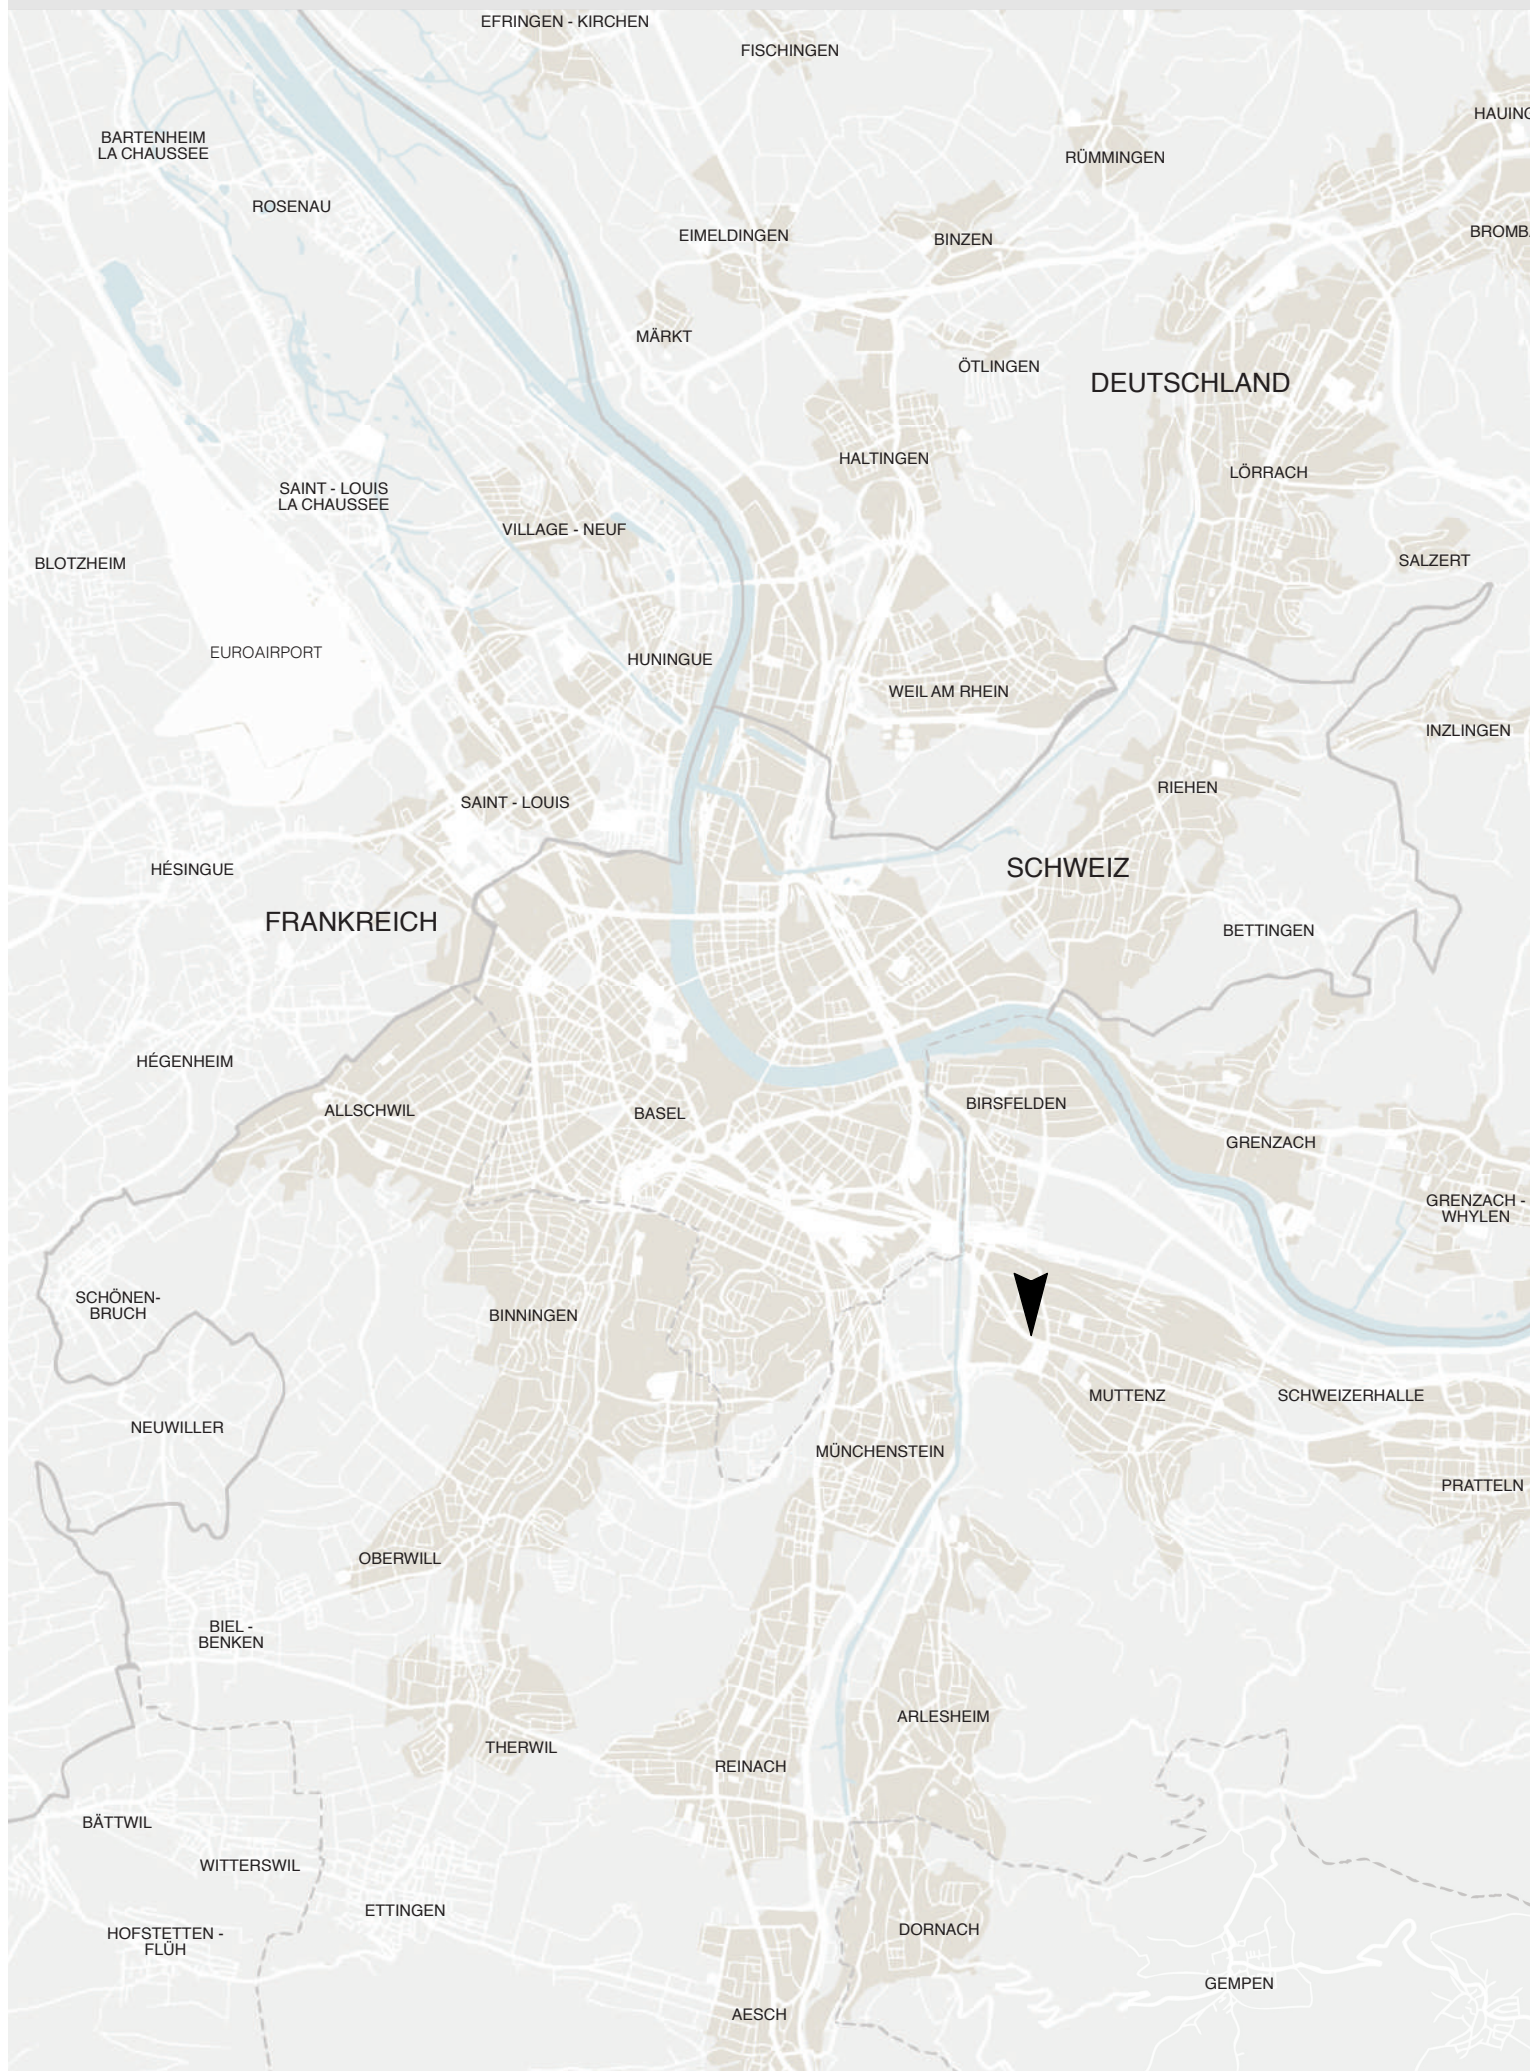 EFRINGEN - KIRCHEN
FISCHINGEN
HAUING
BARTENHEIM
LA CHAUSSEE
RÜMMINGEN
ROSENAU
EIMELDINGEN
BINZEN
BROMB
MÄRKT
ÖTLINGEN
DEUTSCHLAND
HALTINGEN
LÖRRACH
SAINT - LOUIS
LA CHAUSSEE
VILLAGE - NEUF
BLOTZHEIM
SALZERT
EUROAIRPORT
HUNINGUE
WEIL AM RHEIN
INZLINGEN
RIEHEN
SAINT - LOUIS
HÉSINGUE
SCHWEIZ
FRANKREICH
BETTINGEN
HÉGENHEIM
ALLSCHWIL
BASEL
BIRSFELDEN
GRENZACH
GRENZACH -
WHYLEN
SCHÖNEN-
BRUCH
BINNINGEN
MUTTENZ
SCHWEIZERHALLE
NEUWILLER
MÜNCHENSTEIN
PRATTELN
OBERWILL
BIEL -
BENKEN
ARLESHEIM
THERWIL
REINACH
BÄTTWIL
WITTERSWIL
ETTINGEN
HOFSTETTEN -
FLÜH
DORNACH
GEMPEN
AESCH